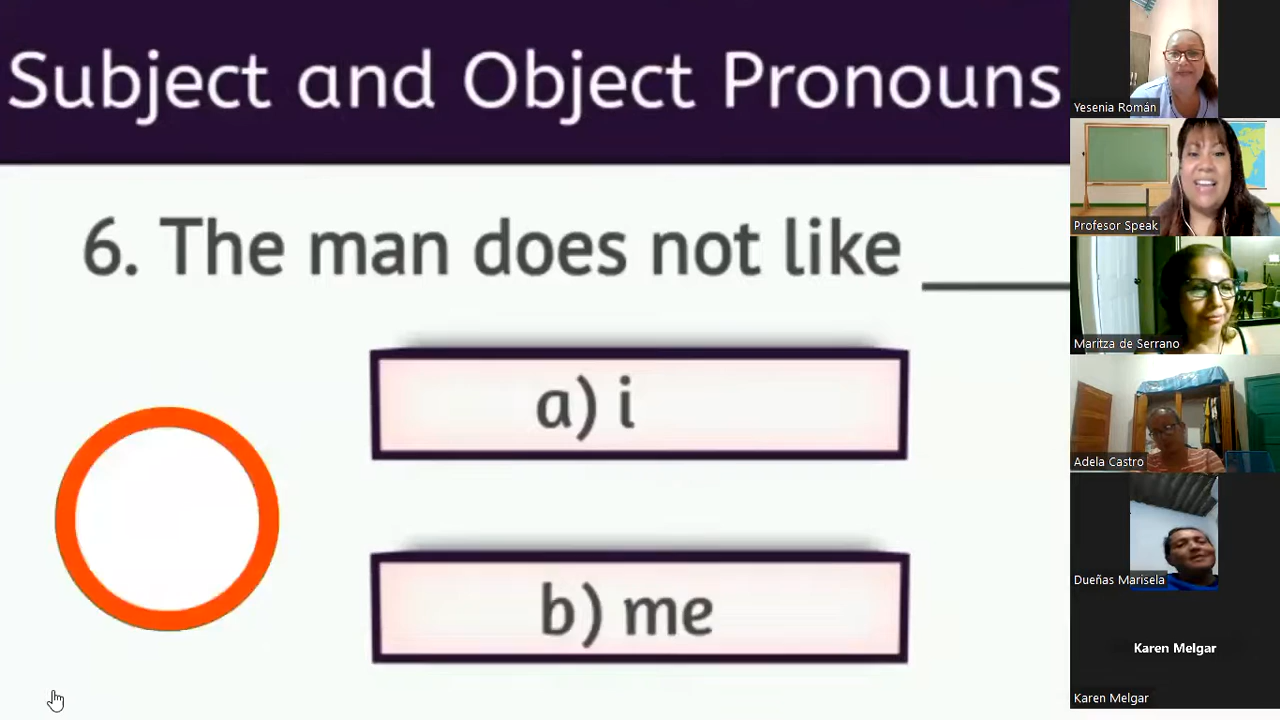 Subject and Object Pronouns
6. The man does not like
a) i
b) me
Yesenia Román
Profesor Speak
Maritza de Serrano
Adela Castro
Dueñas Marisela
Karen Melgar
Karen Melgar